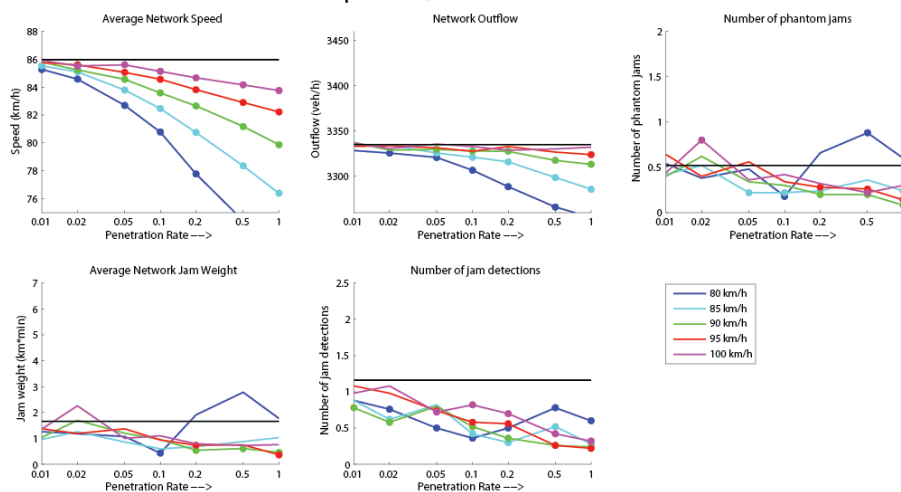 Average Network Speed
88
86
84
82
80
78
76
Speed (km/h)
0.01 0.02 0.05 0.1 0.2 0.5 1
Penetration Rate −−>
Network Outflow
3450
3400
3350
3300
Outflow (veh/h)
0.01 0.02 0.05 0.1 0.2 0.5 1
Penetration Rate −−>
Number of phantom jams
2
1.5
1
0.5
0
Number of phantom jams
0.01 0.02 0.05 0.1 0.2 0.5
Penetration Rate −−>
Average Network Jam Weight
7
6
5
4
3
2
1
0
Jam weight (km*min)
0.01 0.02 0.05 0.1 0.2 0.5 1
Penetration Rate −−>
Number of jam detections
2.5
2
1.5
1
0.5
0
Number of jam detections
0.01 0.02 0.05 0.1 0.2 0.5 1
Penetration Rate −−>
80 km/h
85 km/h
90 km/h
95 km/h
100 km/h